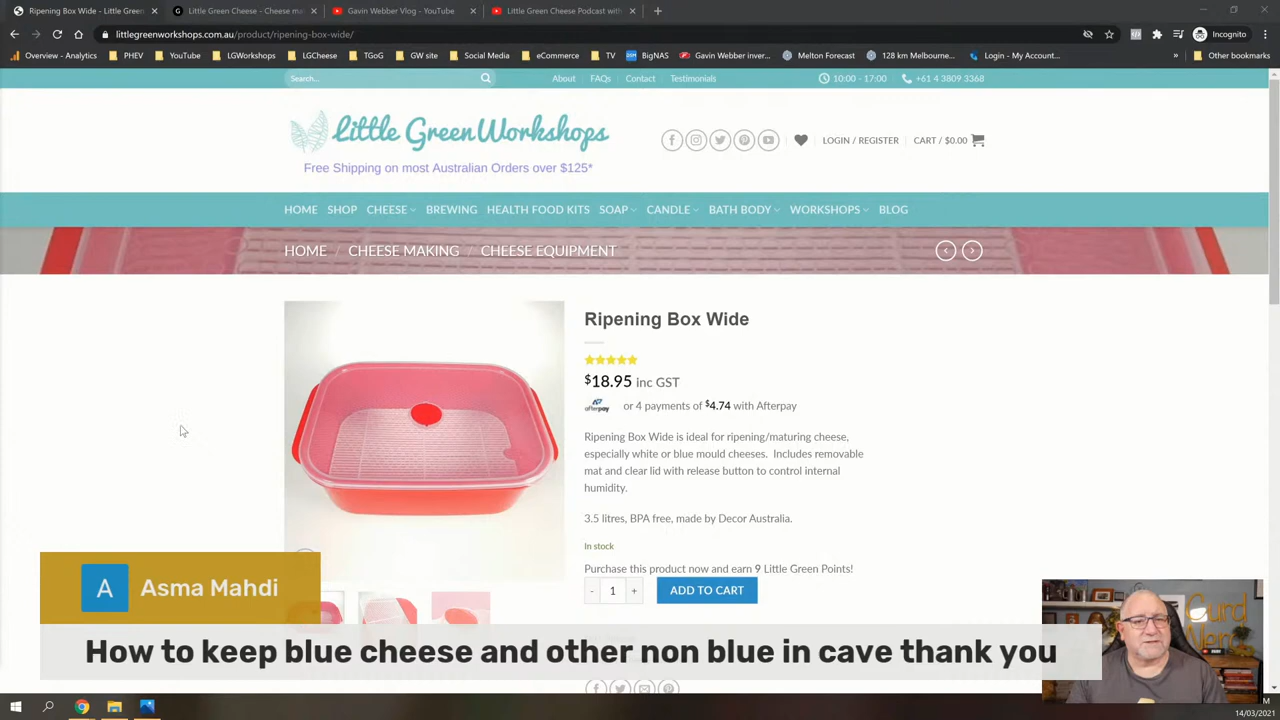 Ripening Box Wide - Little Green
Little Green Cheese - Cheese ma
Gavin Webber Vlog - YouTube
Little Green Cheese Podcast with
littlegreenworkshops.com.au/product/ripening-box-wide/
Incognito
Overview - Analytics
PHEV
YouTube
LGWorkshops
LGCheese
TGoG
GW site
Social Media
eCommerce
TV
BigNAS
Gavin Webber inver...
Melton Forecast
128 km Melbourne...
Login - My Account...
»
Other bookmarks
Search...
About
FAQs
Contact
Testimonials
10:00 - 17:00
+61 4 3809 3368
Little Green Workshops
Free Shipping on most Australian Orders over $125*
LOGIN / REGISTER
CART / $0.00
HOME SHOP CHEESE BREWING HEALTH FOOD KITS SOAP CANDLE BATH BODY WORKSHOPS BLOG
HOME / CHEESE MAKING / CHEESE EQUIPMENT
Ripening Box Wide
$18.95 inc GST
afterpay or 4 payments of $4.74 with Afterpay
Ripening Box Wide is ideal for ripening/maturing cheese,
especially white or blue mould cheeses. Includes removable
mat and clear lid with release button to control internal
humidity.
3.5 litres, BPA free, made by Decor Australia.
In stock
Purchase this product now and earn 9 Little Green Points!
- 1 + ADD TO CART
A Asma Mahdi
How to keep blue cheese and other non blue in cave thank you
14/03/2021